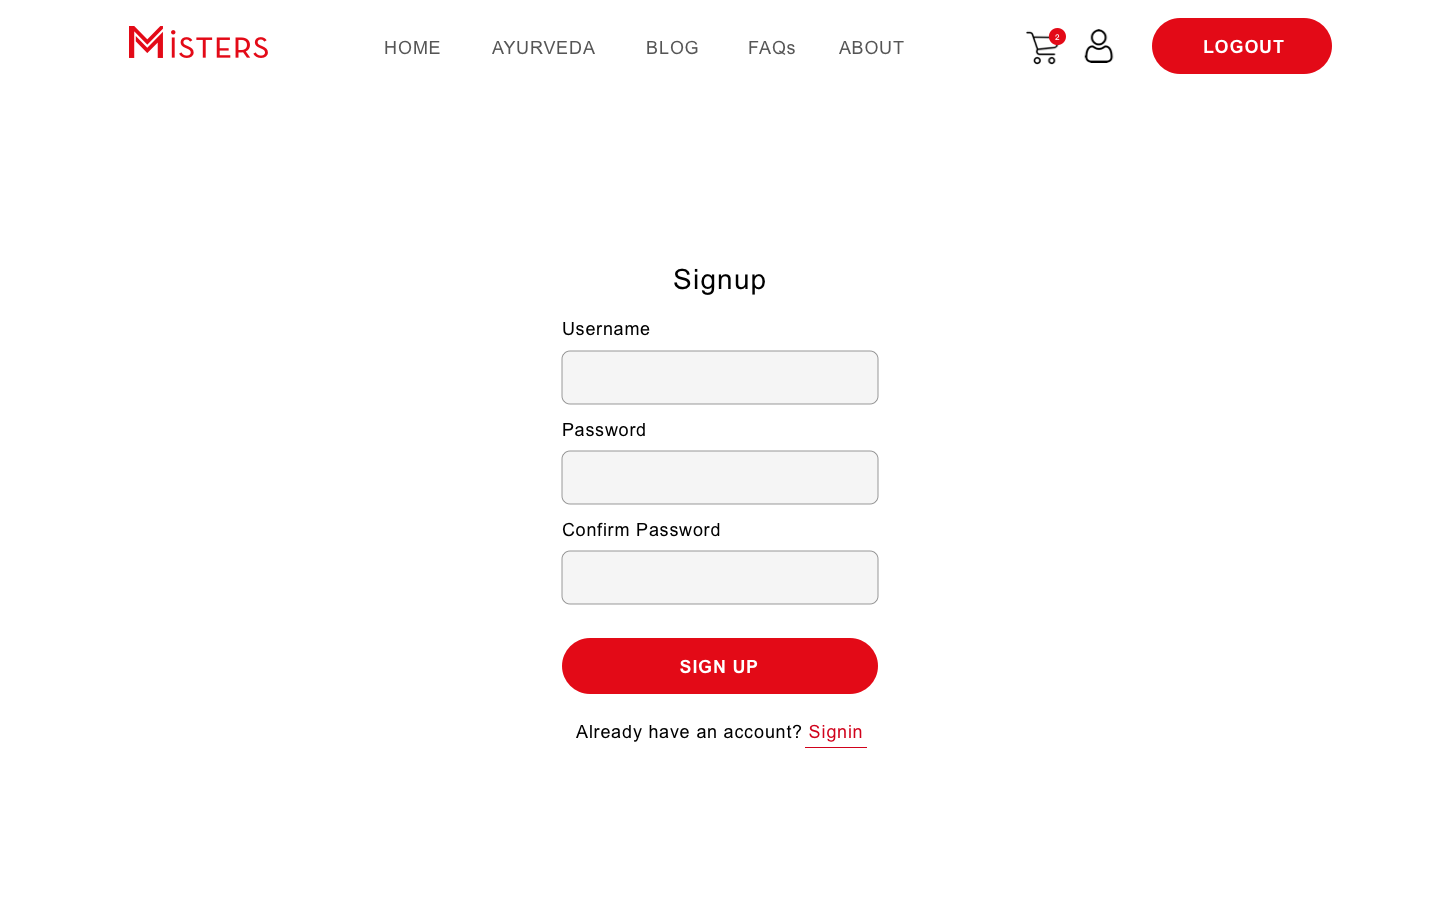 MiSTERS
HOME AYURVEDA BLOG FAQs ABOUT 2 LOGOUT
Signup
Username
Password
Confirm Password
SIGN UP
Already have an account? Signin